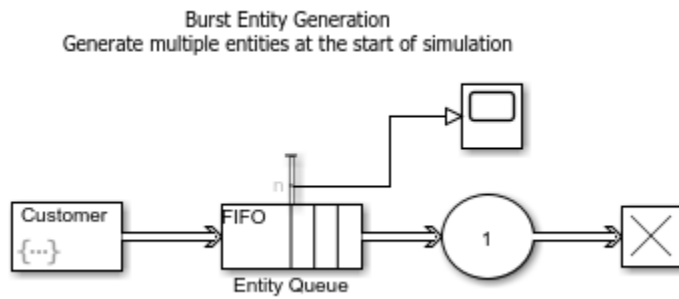 Burst Entity Generation
Generate multiple entities at the start of simulation
n
Customer
{...}
FIFO
1
Entity Queue